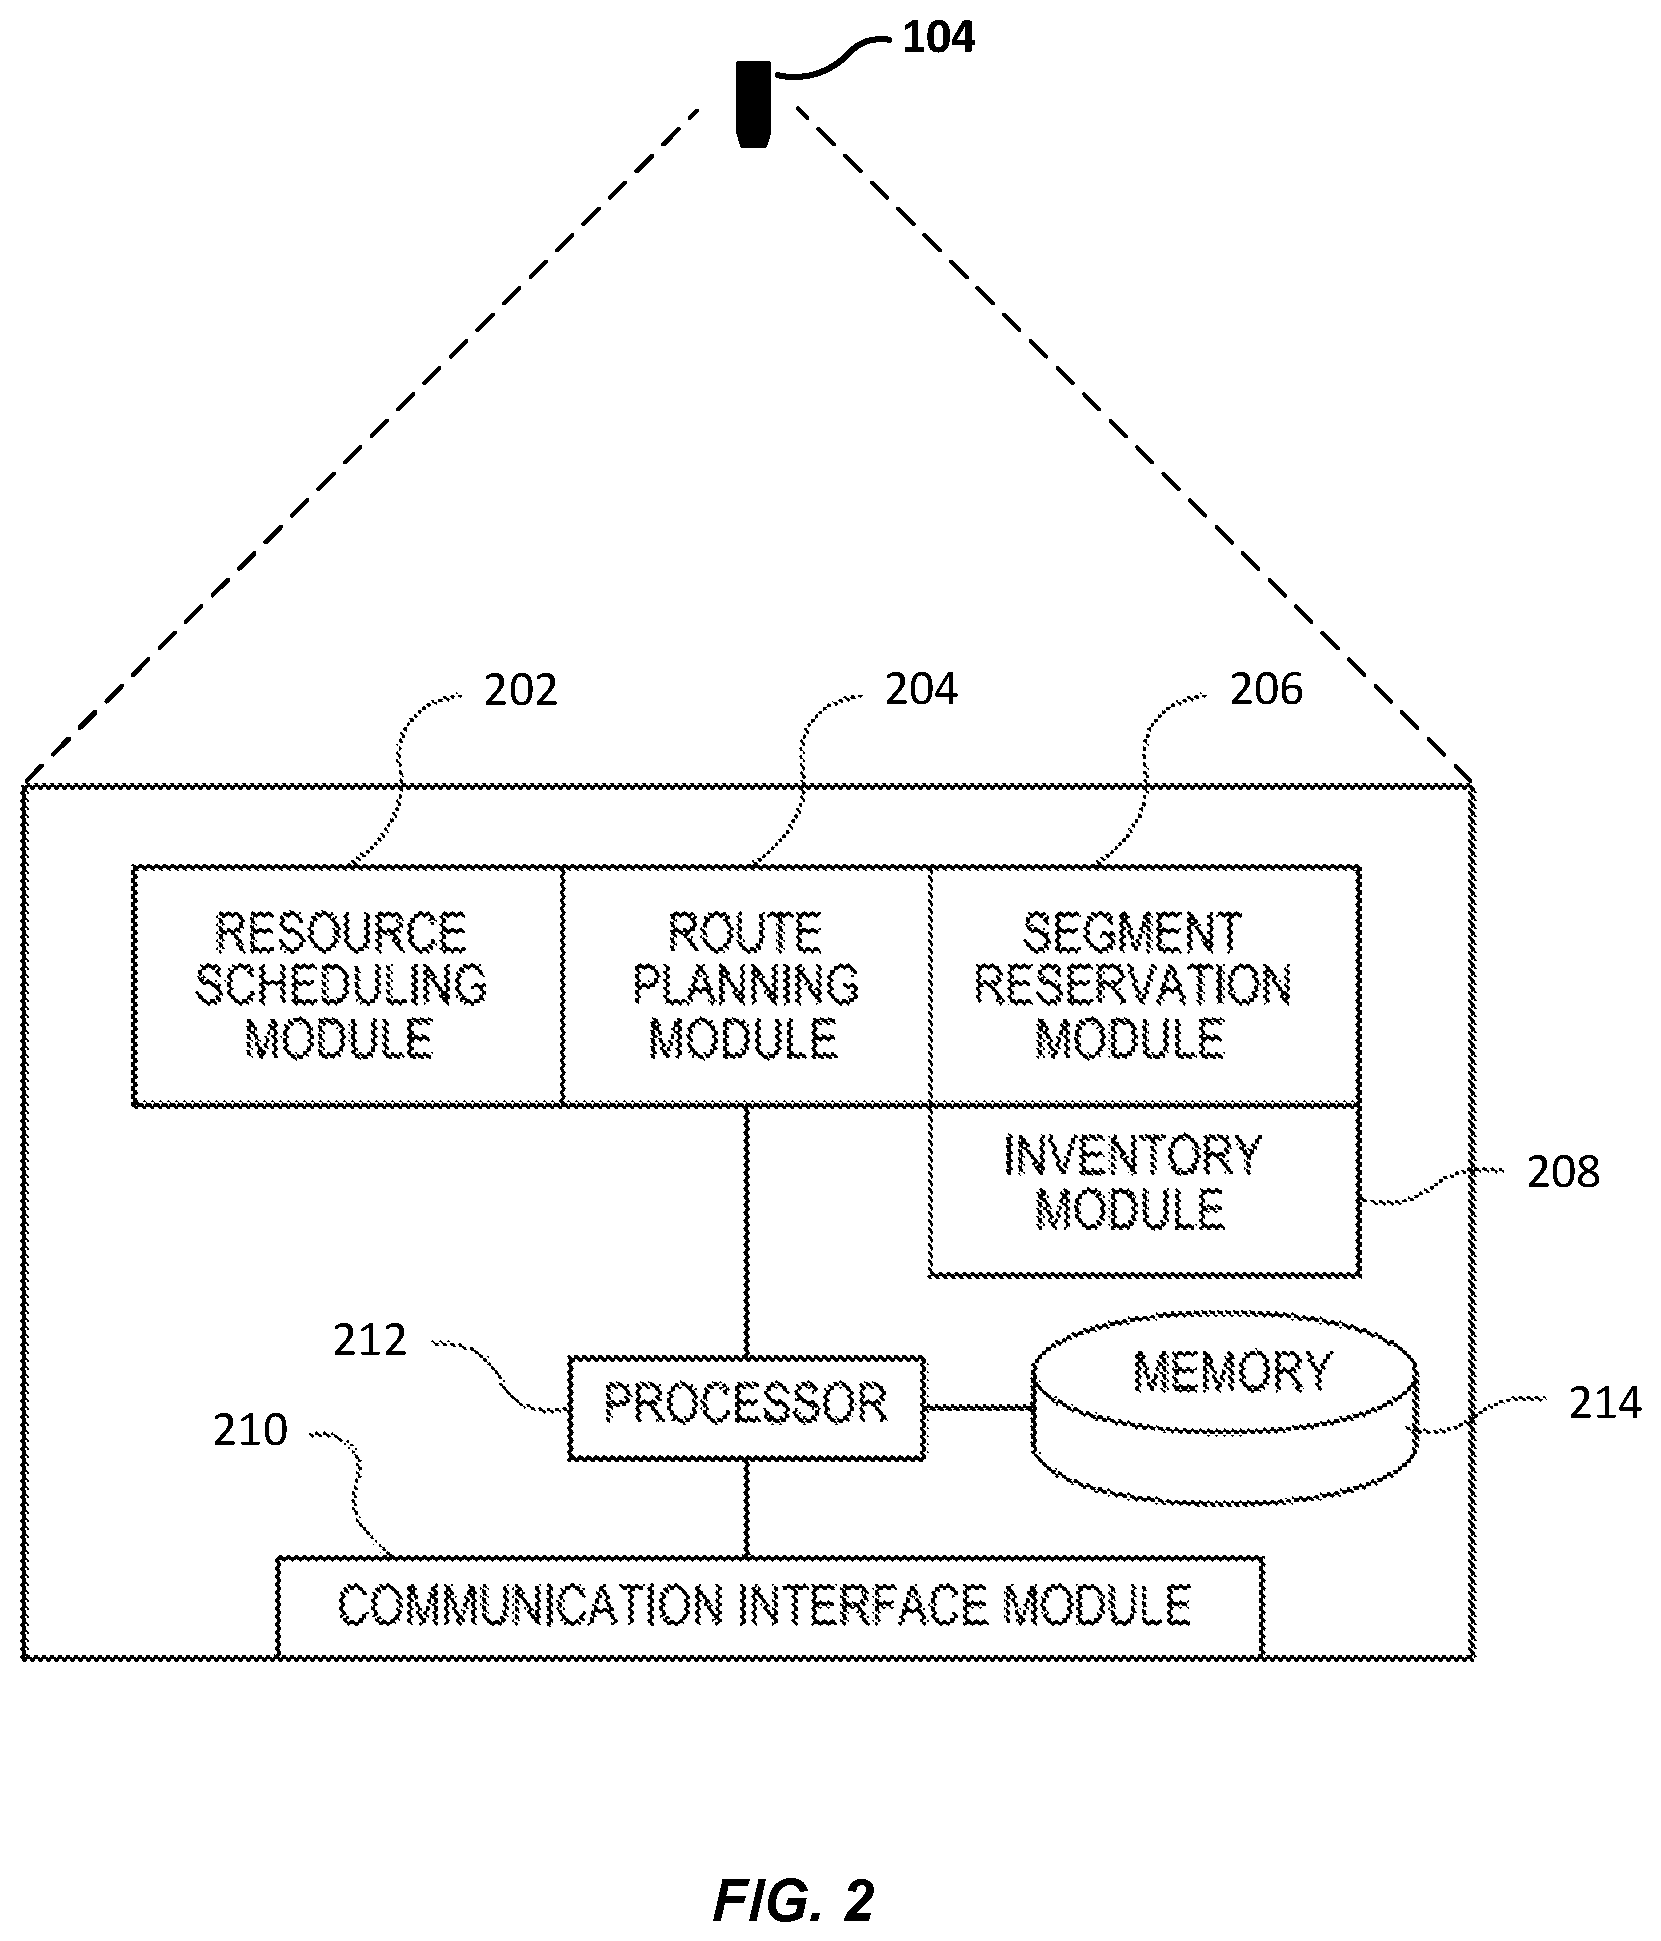 104
202
204
206
RESOURCE
SCHEDULING
MODULE
ROUTE
PLANNING
MODULE
SEGMENT
RESERVATION
MODULE
INVENTORY
MODULE
208
212
PROCESSOR
MEMORY
214
210
COMMUNICATION INTERFACE MODULE
FIG. 2